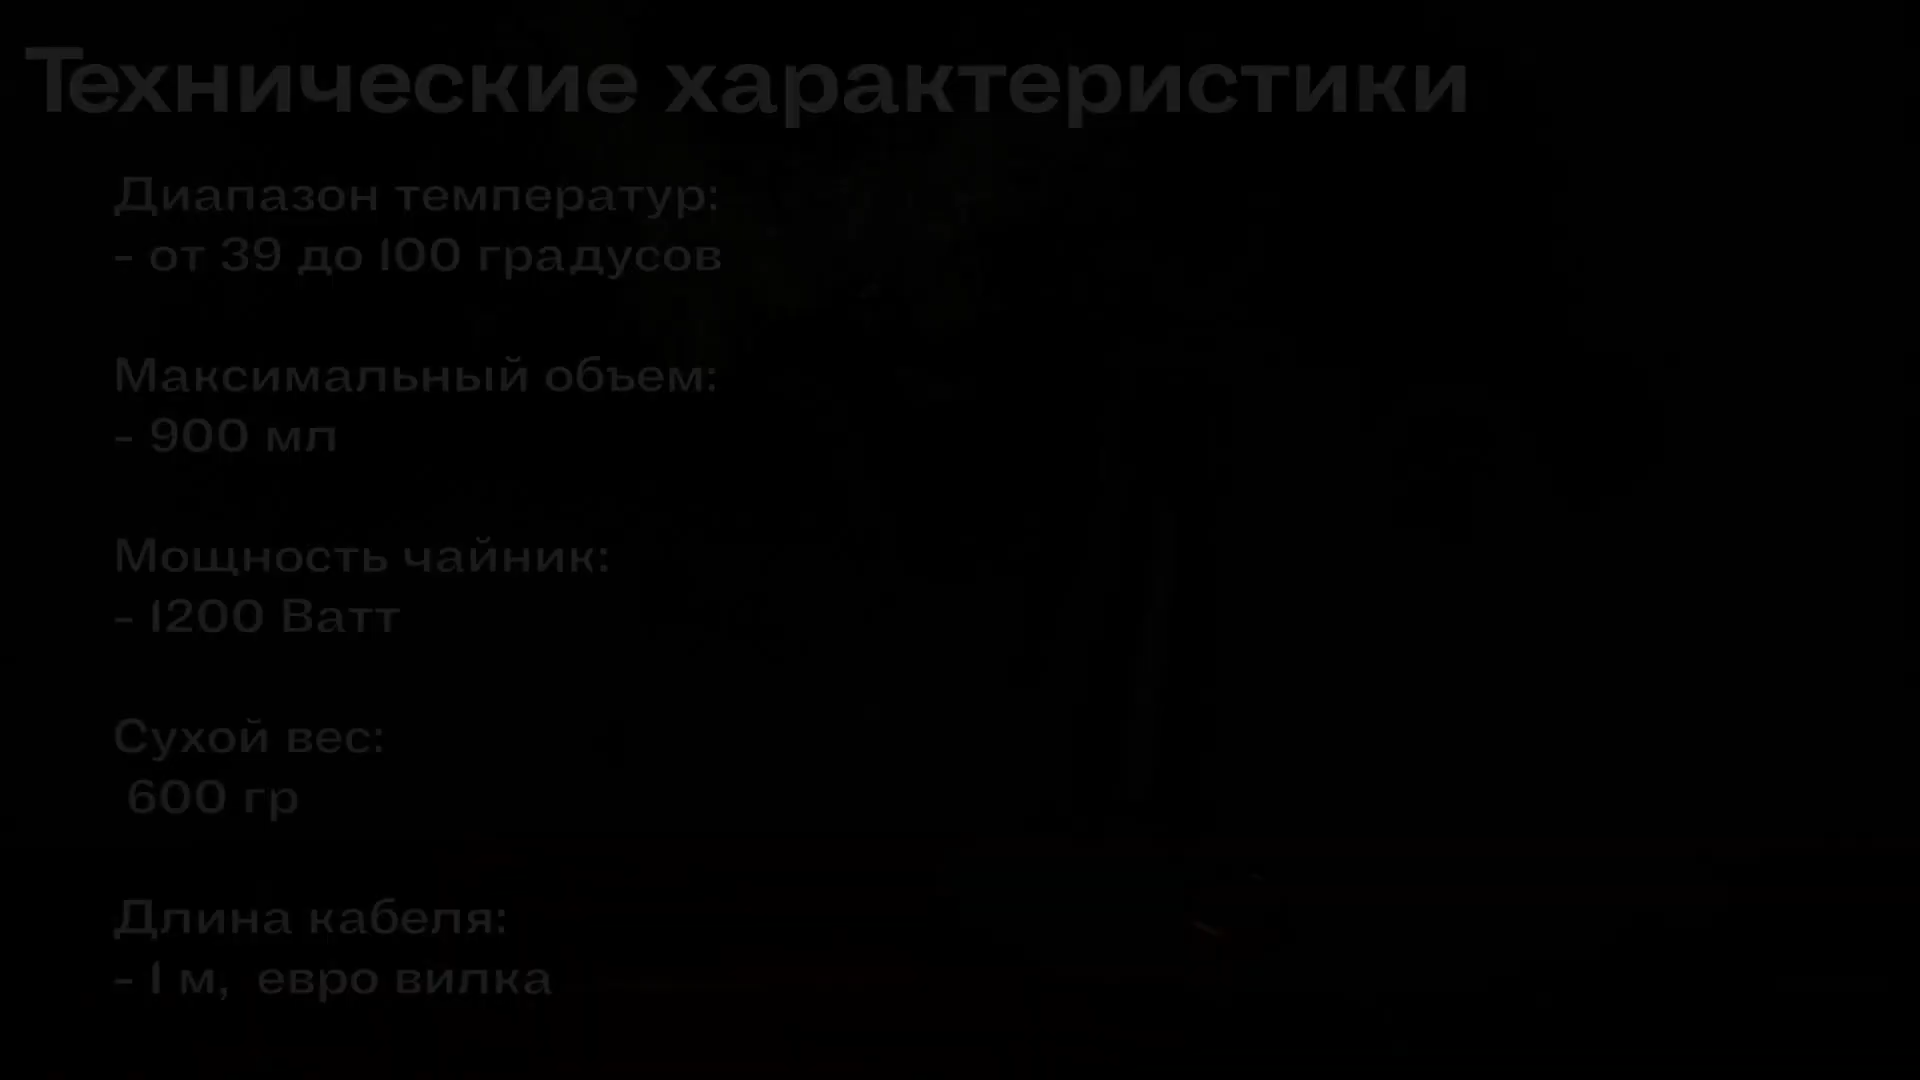 Технические характеристики
Диапазон температур:
- от 39 до 100 градусов
Максимальный объем:
- 900 мл
Мощность чайник:
- 1200 Ватт
Сухой вес:
600 гр
Длина кабеля:
- 1 м, евро вилка